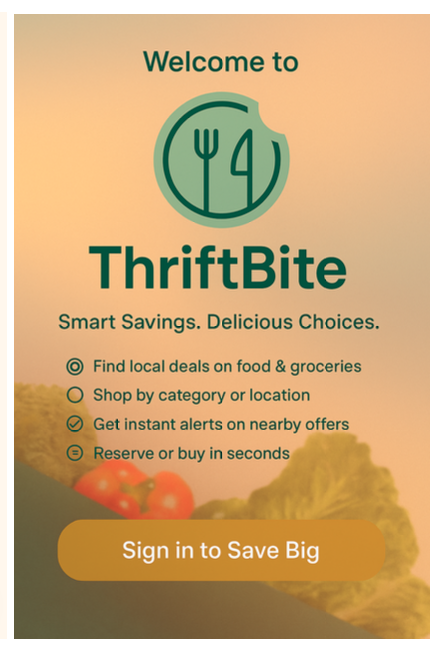 Welcome to
ThriftBite
Smart Savings. Delicious Choices.
Find local deals on food & groceries
Shop by category or location
Get instant alerts on nearby offers
Reserve or buy in seconds
Sign in to Save Big